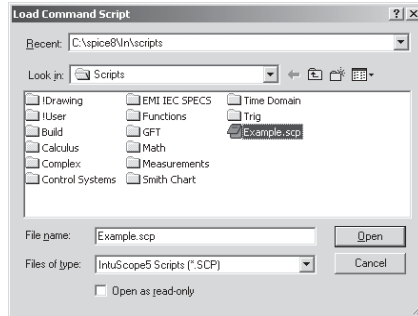 Load Command Script
Recent: C:\spice8\In\scripts
Look in: Scripts
!Drawing EMI IEC SPECS Time Domain
!User Functions Trig
Build GFT Example.scp
Calculus Math
Complex Measurements
Control Systems Smith Chart
File name: Example.scp Open
Files of type: IntuScope5 Scripts (*.SCP) Cancel
Open as read-only